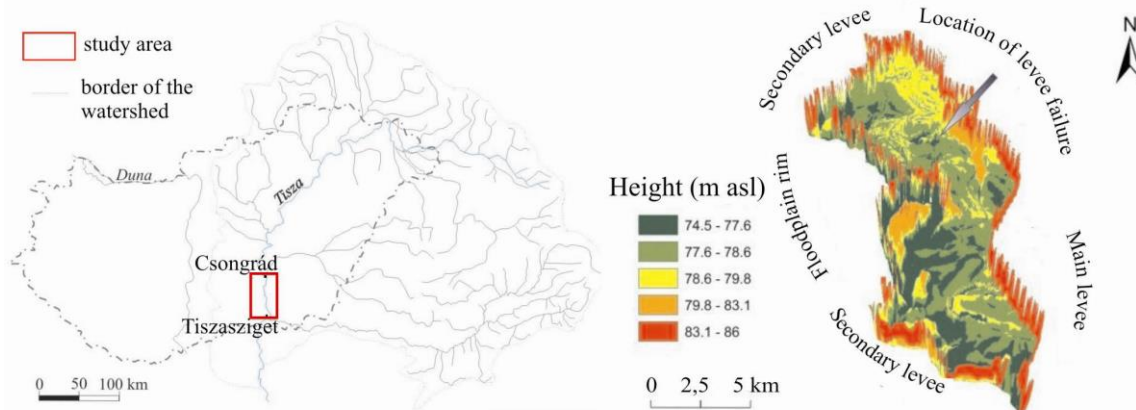 study area
border of the
watershed
Duna
Tisza
Csongrád
Tiszasziget
0 50 100 km
Height (m asl)
74.5 - 77.6
77.6 - 78.6
78.6 - 79.8
79.8 - 83.1
83.1 - 86
0 2,5 5 km
Secondary levee
Location of levee failure
Floodplain rim
Main levee
Secondary levee
N